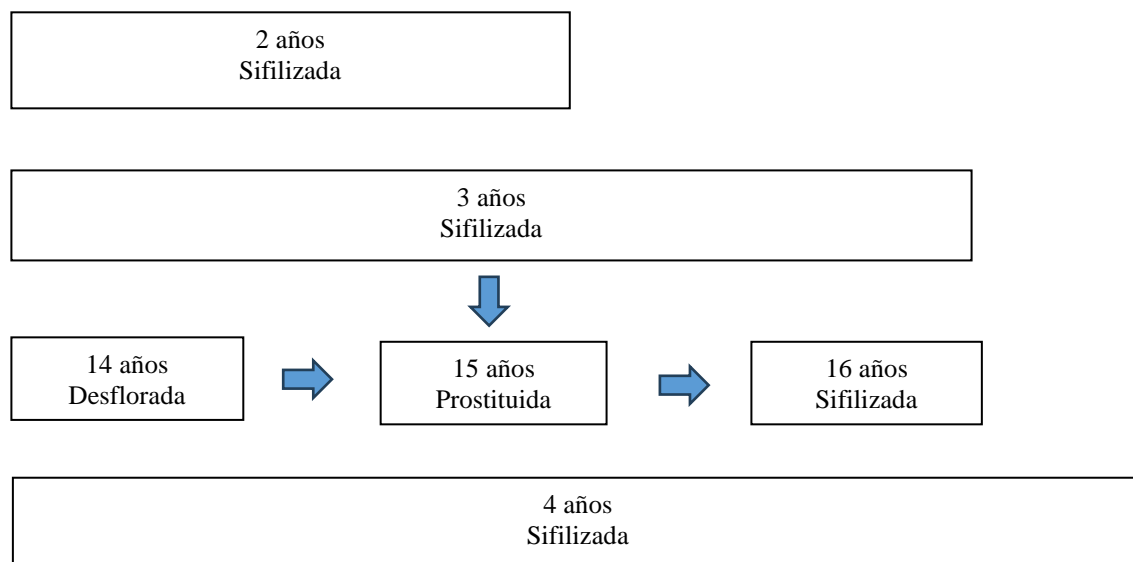 2 años
Sifilizada
3 años
Sifilizada
14 años
Desflorada
15 años
Prostituida
16 años
Sifilizada
4 años
Sifilizada